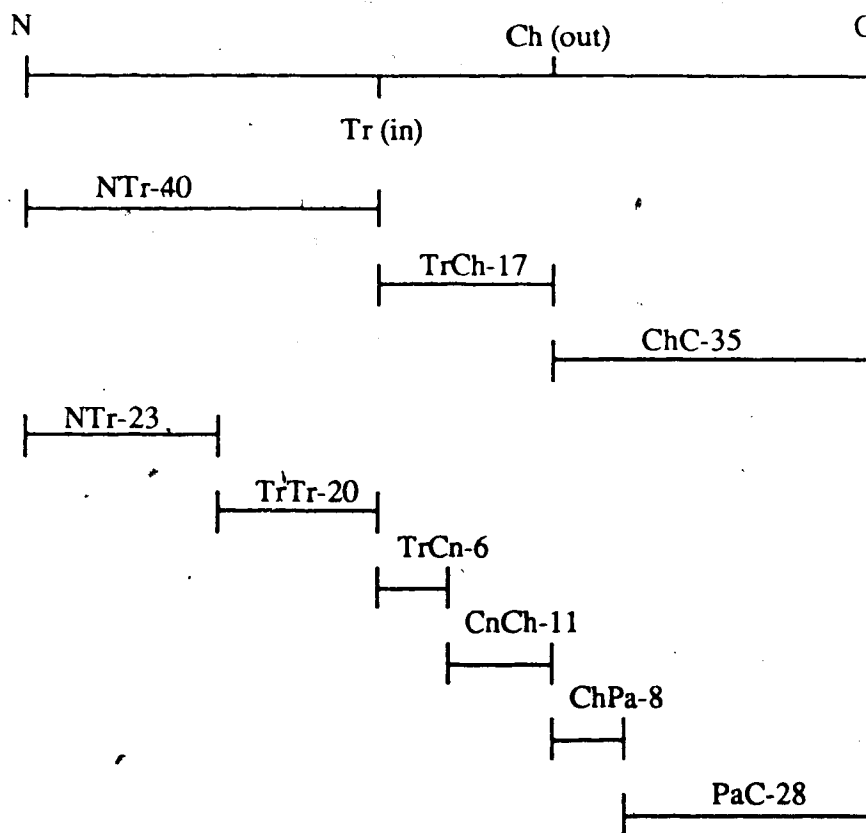 N
Ch (out)
Tr (in)
NTr-40
TrCh-17
ChC-35
NTr-23
TrTr-20
TrCn-6
CnCh-11
ChPa-8
PaC-28